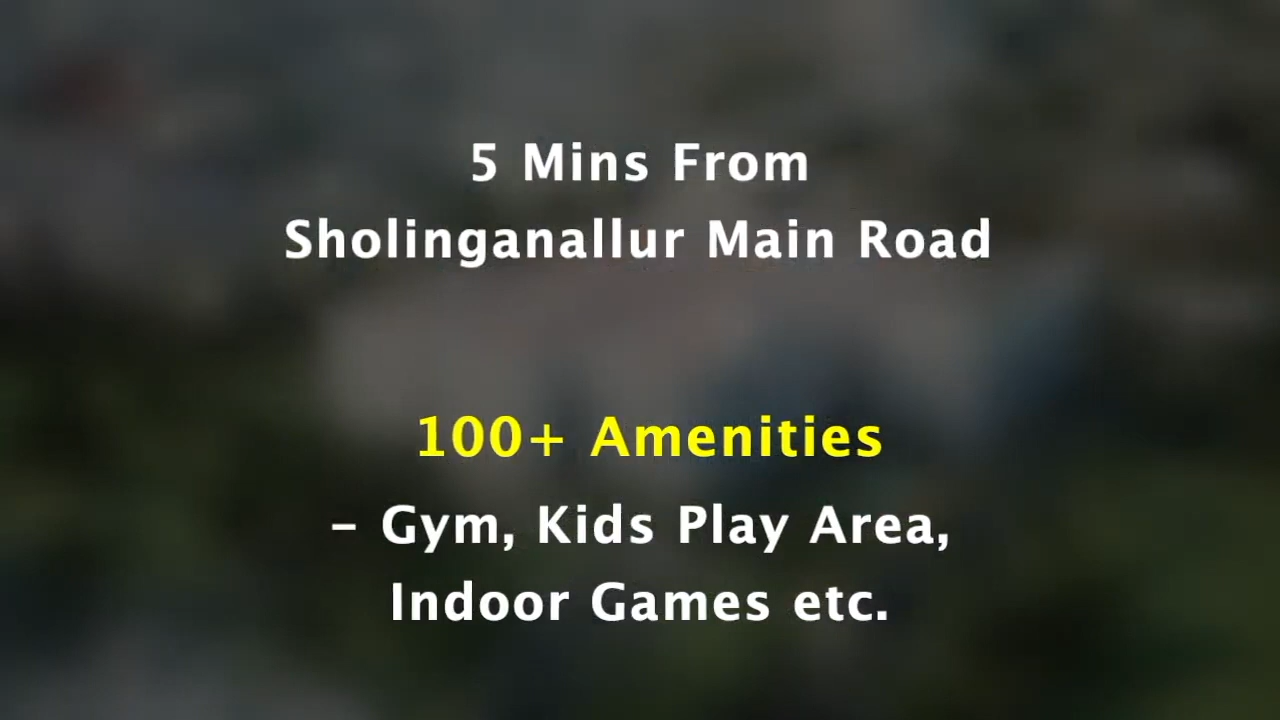 5 Mins From
Sholinganallur Main Road
100+ Amenities
– Gym, Kids Play Area,
Indoor Games etc.